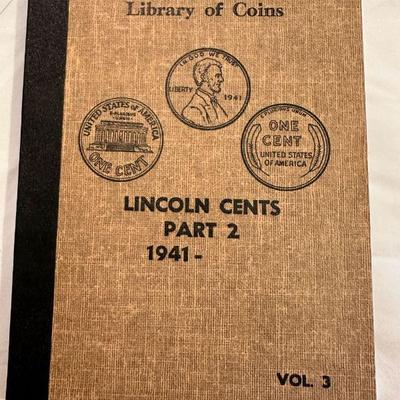 Library of Coins
IN GOD WE TRUST
LIBERTY 1941
UNITED STATES OF AMERICA
ONE CENT
ONE
CENT
UNITED STATES
OF AMERICA
LINCOLN CENTS
PART 2
1941-
VOL. 3